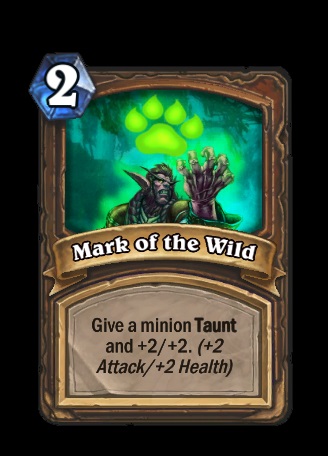 2
Mark of the Wild
Give a minion Taunt
and +2/+2. (+2
Attack/+2 Health)